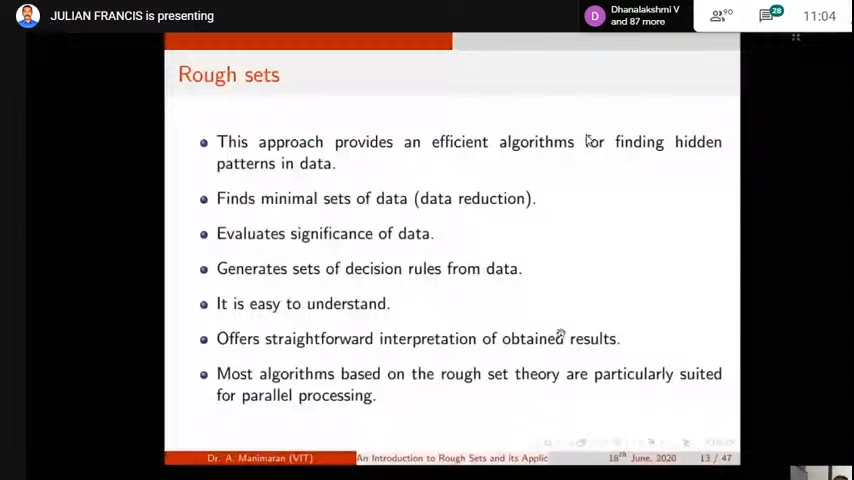 JULIAN FRANCIS is presenting
D
Dhanalakshmi V
and 87 more
90
28
11:04
Rough sets
This approach provides an efficient algorithms for finding hidden
patterns in data.
Finds minimal sets of data (data reduction).
Evaluates significance of data.
Generates sets of decision rules from data.
It is easy to understand.
Offers straightforward interpretation of obtained results.
Most algorithms based on the rough set theory are particularly suited
for parallel processing.
Dr. A. Manimaran (VIT) An Introduction to Rough Sets and its Applic 18th June, 2020 13 / 47